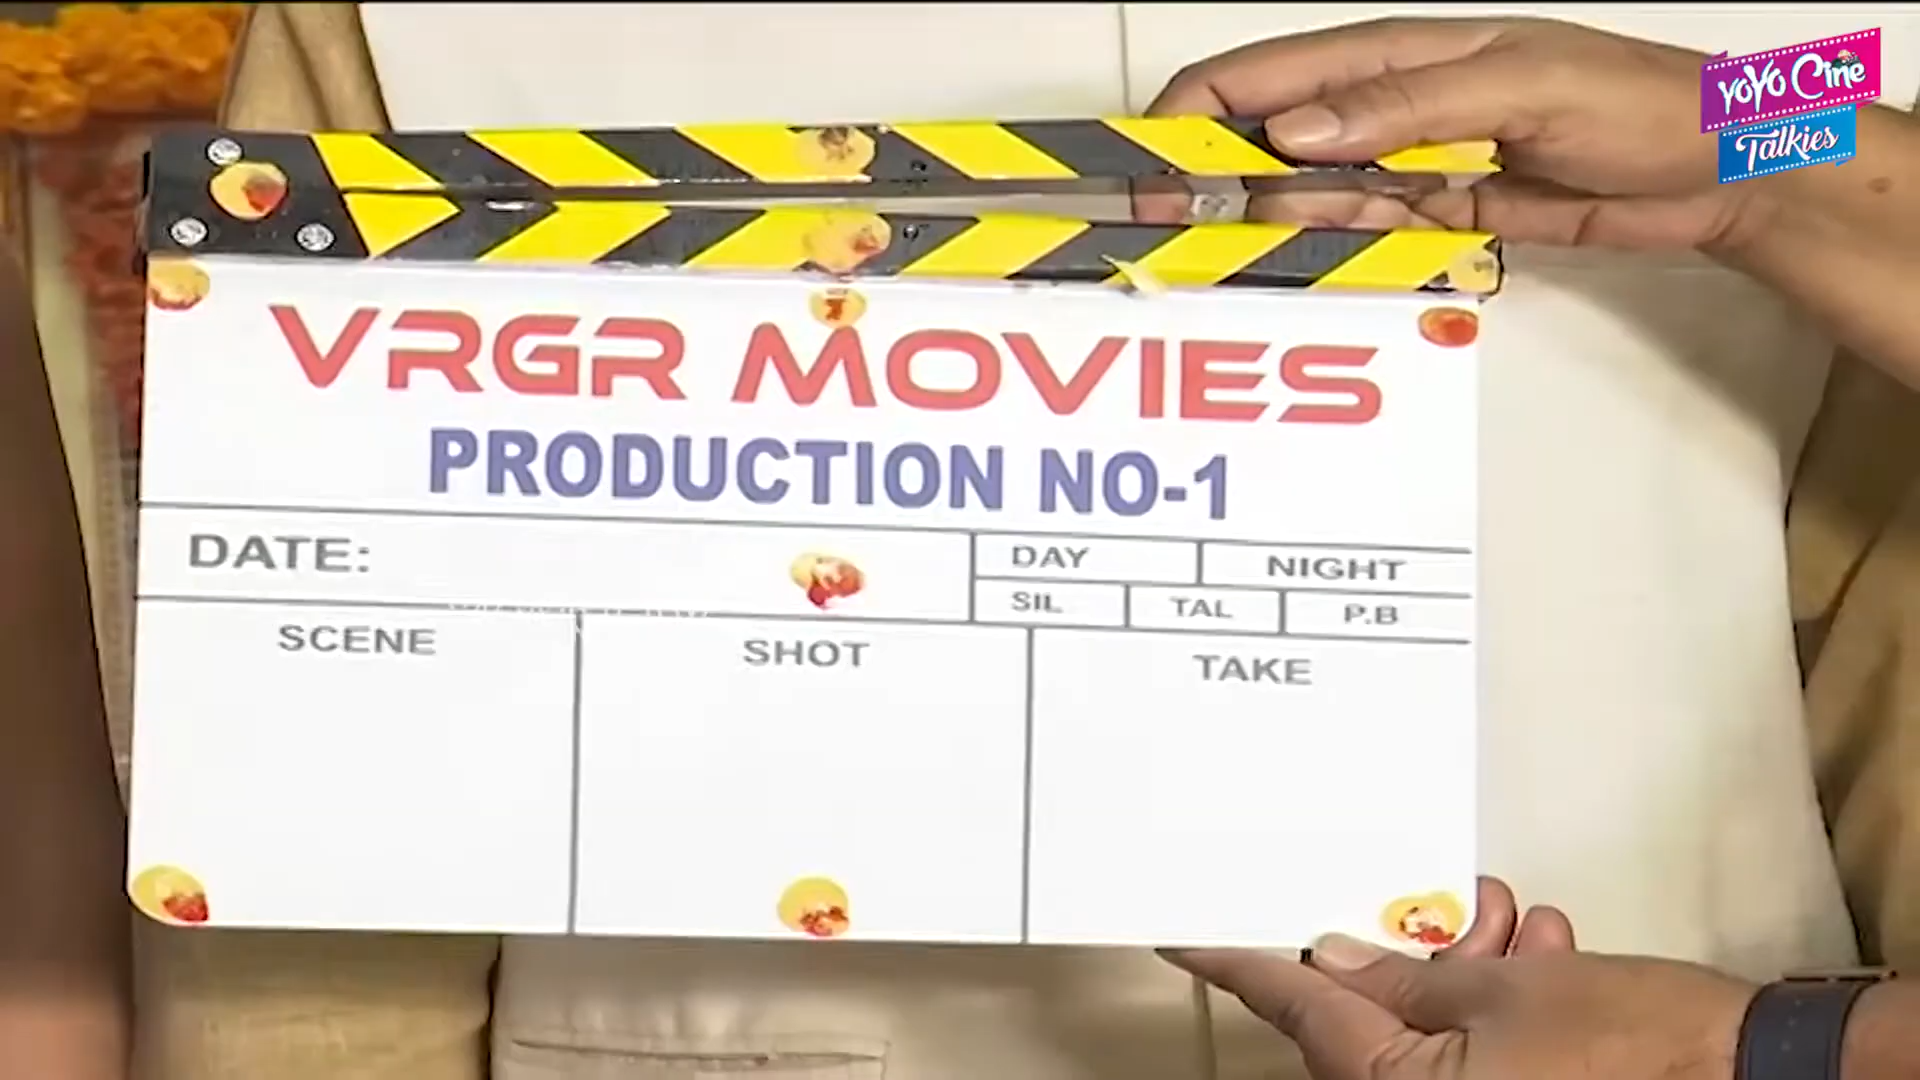 YoYo Cine
Talkies
VRGR MOVIES
PRODUCTION NO-1
DATE:
DAY
NIGHT
SIL
TAL
P.B
SCENE
SHOT
TAKE